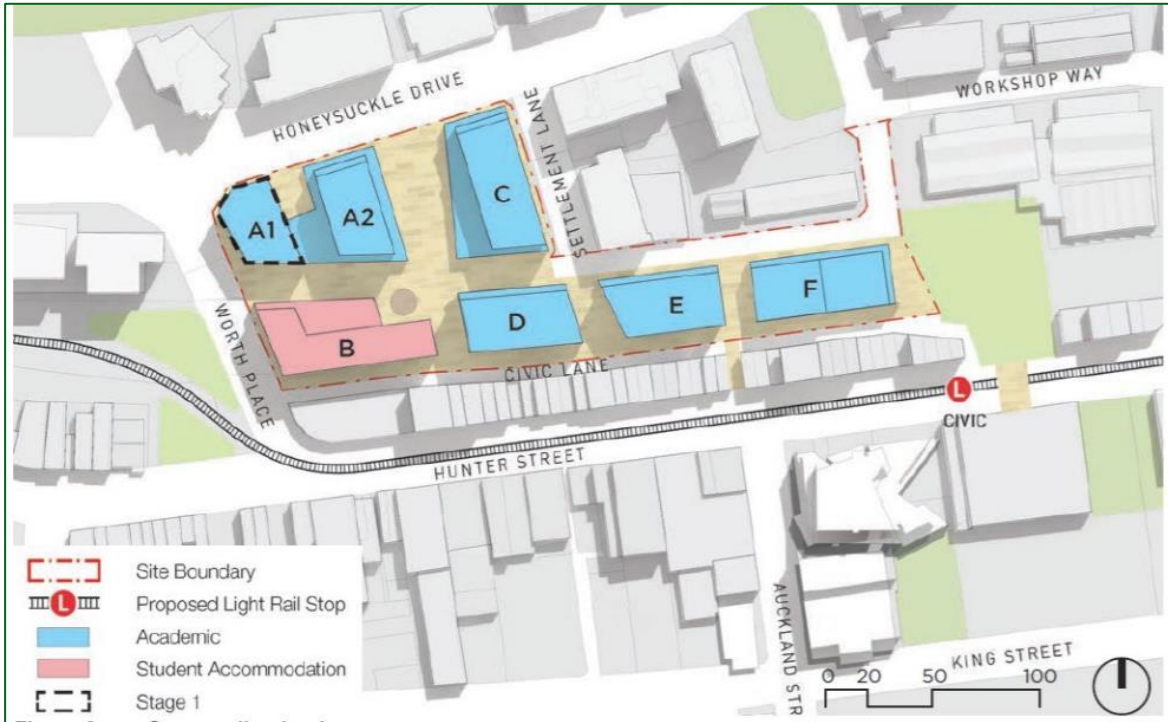 HONEYSUCKLE DRIVE
WORKSHOP WAY
SETTLEMENT LANE
A1
A2
C
WORTH PLACE
B
D
E
F
CIVIC LANE
L
CIVIC
HUNTER STREET
AUCKLAND STR
KING STREET
Site Boundary
L
Proposed Light Rail Stop
Academic
Student Accommodation
Stage 1
0 20 50 100